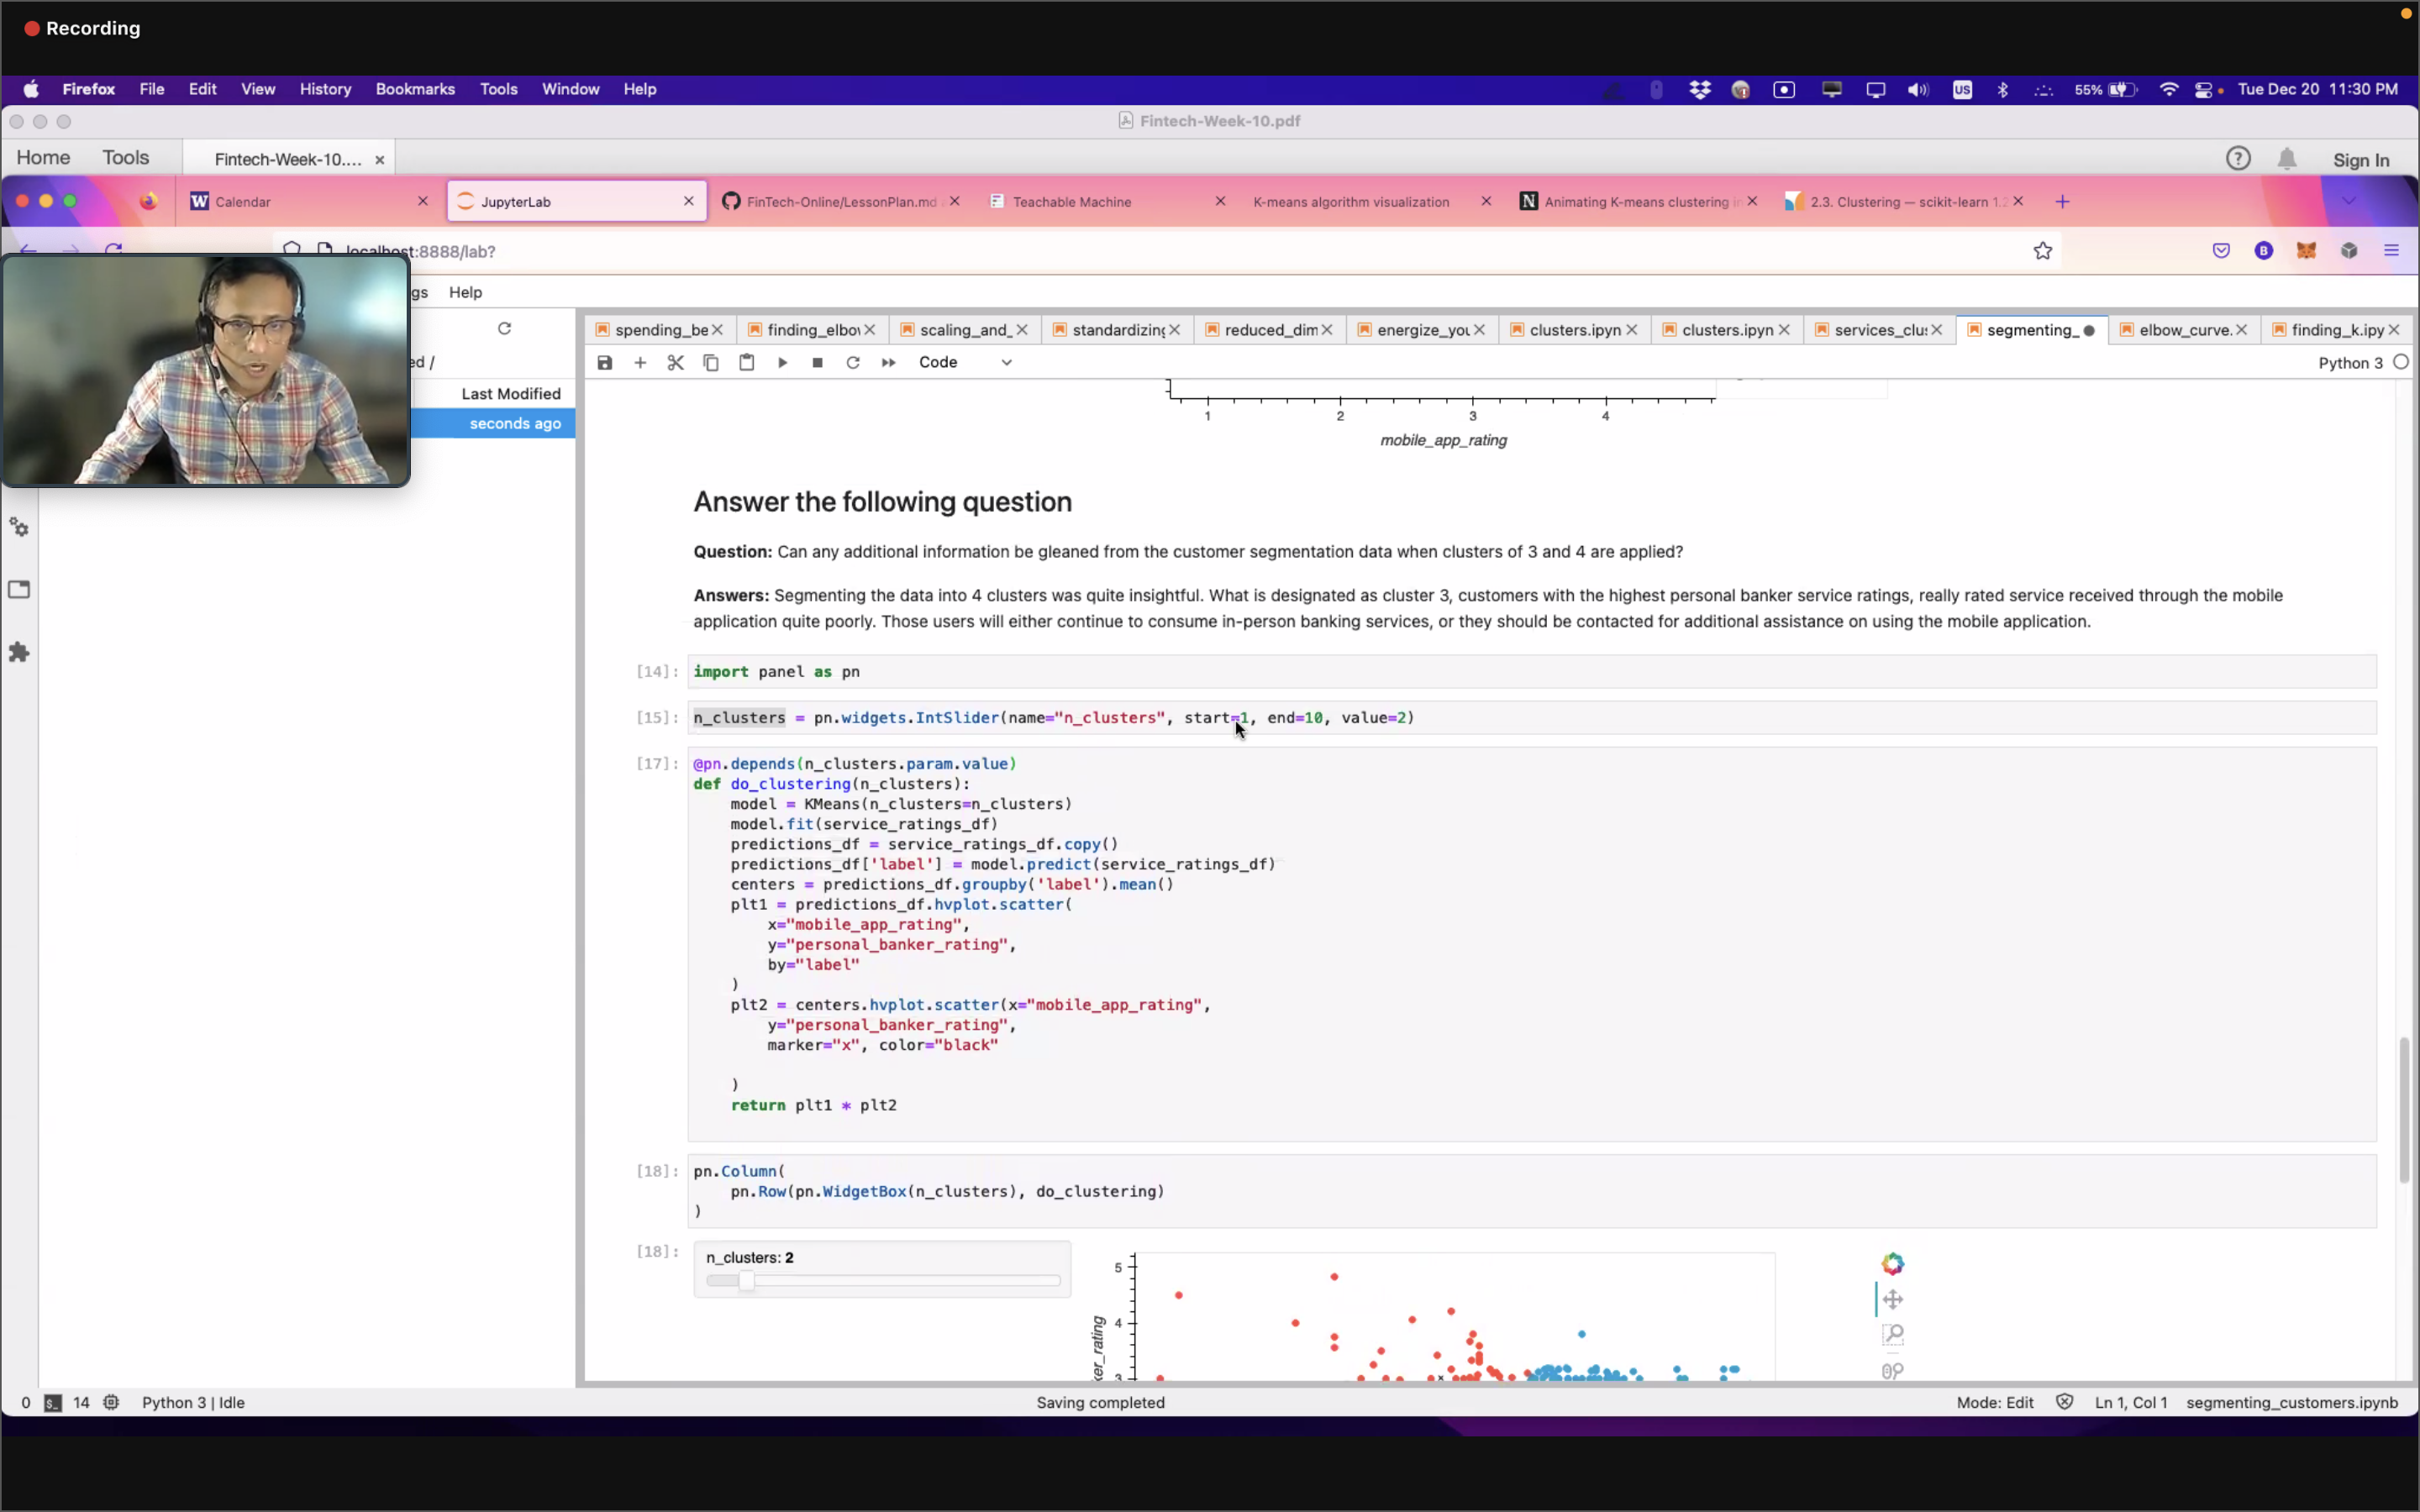 Recording
Firefox File Edit View History Bookmarks Tools Window Help US 55% Tue Dec 20 11:30 PM
Fintech-Week-10.pdf
Home Tools Fintech-Week-10.... × ? Sign In
Calendar JupyterLab FinTech-Online/LessonPlan.md Teachable Machine K-means algorithm visualization N Animating K-means clustering in 2.3. Clustering — scikit-learn 1.2
localhost:8888/lab?
gs Help
spending_be finding_elbo scaling_and_ standardizing reduced_dim energize_you clusters.ipyn clusters.ipyn services_clus segmenting_ elbow_curve. finding_k.ipy
ed /
Code Python 3
Last Modified
seconds ago
1 2 3 4
mobile_app_rating
Answer the following question
Question: Can any additional information be gleaned from the customer segmentation data when clusters of 3 and 4 are applied?
Answers: Segmenting the data into 4 clusters was quite insightful. What is designated as cluster 3, customers with the highest personal banker service ratings, really rated service received through the mobile
application quite poorly. Those users will either continue to consume in-person banking services, or they should be contacted for additional assistance on using the mobile application.
[14]: import panel as pn
[15]: n_clusters = pn.widgets.IntSlider(name="n_clusters", start=1, end=10, value=2)
[17]: @pn.depends(n_clusters.param.value)
def do_clustering(n_clusters):
    model = KMeans(n_clusters=n_clusters)
    model.fit(service_ratings_df)
    predictions_df = service_ratings_df.copy()
    predictions_df['label'] = model.predict(service_ratings_df)
    centers = predictions_df.groupby('label').mean()
    plt1 = predictions_df.hvplot.scatter(
        x="mobile_app_rating",
        y="personal_banker_rating",
        by="label"
    )
    plt2 = centers.hvplot.scatter(x="mobile_app_rating",
        y="personal_banker_rating",
        marker="x", color="black"
    )
    return plt1 * plt2
[18]: pn.Column(
    pn.Row(pn.WidgetBox(n_clusters), do_clustering)
)
[18]: n_clusters: 2
5
4
3
ker_rating
0 14 Python 3 | Idle Saving completed Mode: Edit Ln 1, Col 1 segmenting_customers.ipynb